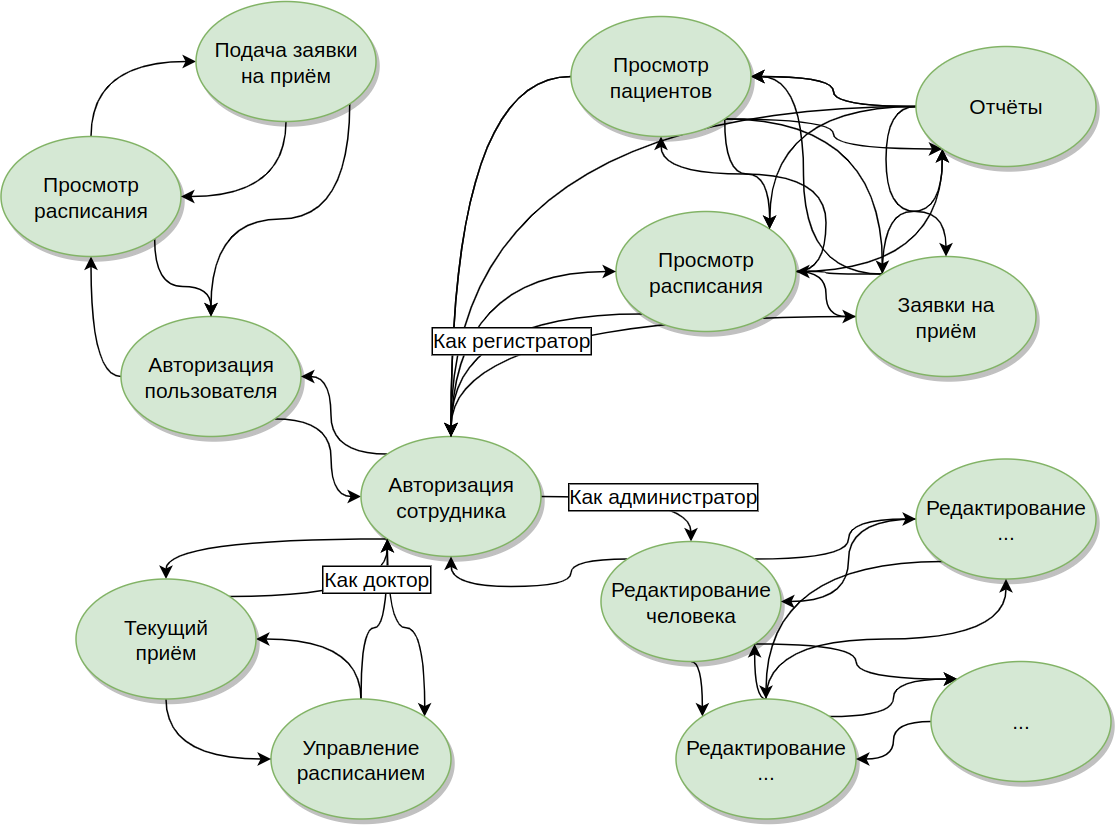 Подача заявки
на приём
Просмотр
пациентов
Отчёты
Просмотр
расписания
Просмотр
расписания
Заявки на
приём
Как регистратор
Авторизация
пользователя
Авторизация
сотрудника
Как администратор
Редактирование
...
Как доктор
Редактирование
человека
Текущий
приём
...
Управление
расписанием
Редактирование
...